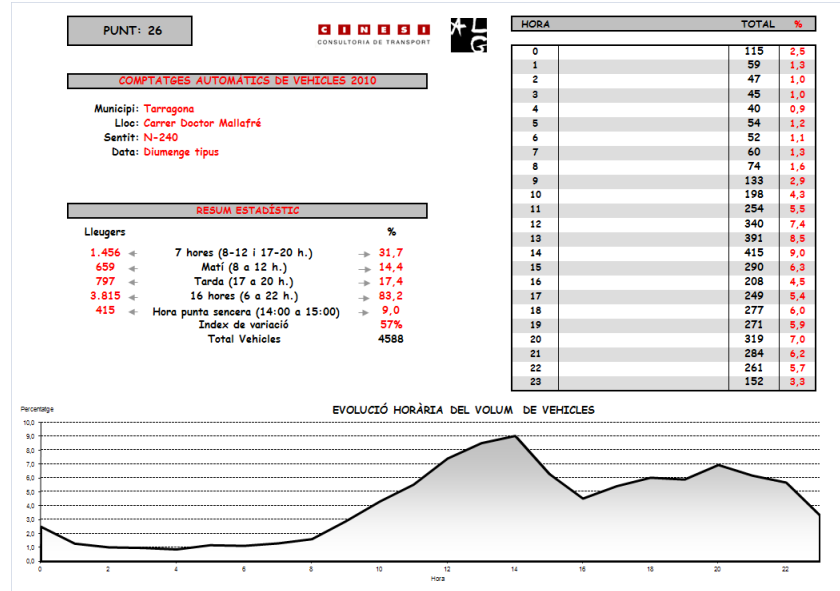 PUNT: 26
CINESI
CONSULTORIA DE TRANSPORT
ALG
COMPTATGES AUTOMÁTICS DE VEHICLES 2010
Municipi: Tarragona
Lloc: Carrer Doctor Mallafré
Sentit: N-240
Data: Diumenge tipus
RESUM ESTADÍSTIC
Lleugers %
1.456 7 hores (8-12 i 17-20 h.) 31,7
659 Matí (8 a 12 h.) 14,4
797 Tarda (17 a 20 h.) 17,4
3.815 16 hores (6 a 22 h.) 83,2
415 Hora punta sencera (14:00 a 15:00) 9,0
Index de variació 57%
Total Vehicles 4588
HORA TOTAL %
0 115 2,5
1 59 1,3
2 47 1,0
3 45 1,0
4 40 0,9
5 54 1,2
6 52 1,1
7 60 1,3
8 74 1,6
9 133 2,9
10 198 4,3
11 254 5,5
12 340 7,4
13 391 8,5
14 415 9,0
15 290 6,3
16 208 4,5
17 249 5,4
18 277 6,0
19 271 5,9
20 319 7,0
21 284 6,2
22 261 5,7
23 152 3,3
EVOLUCIÓ HORÀRIA DEL VOLUM DE VEHICLES
Percentatge
10,0
9,0
8,0
7,0
6,0
5,0
4,0
3,0
2,0
1,0
0,0
0 2 4 6 8 10 12 14 16 18 20 22
Hora